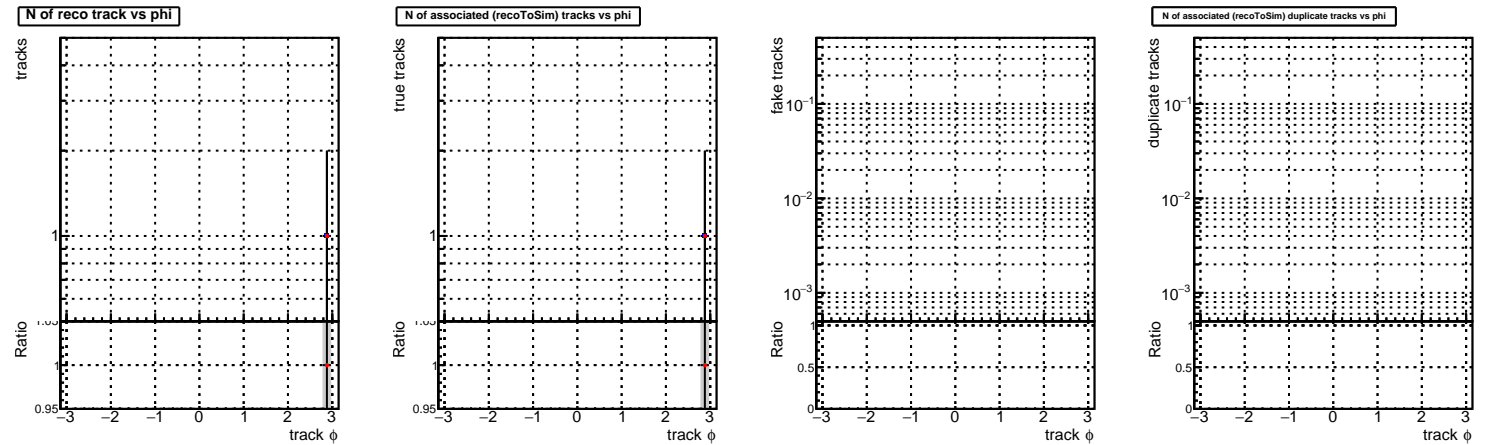 N of reco track vs phi
tracks
1
Ratio
1
0.95
−3 −2 −1 0 1 2 3
track ϕ
N of associated (recoToSim) tracks vs phi
true tracks
1
Ratio
1
0.95
−3 −2 −1 0 1 2 3
track ϕ
fake tracks
10⁻¹
10⁻²
10⁻³
Ratio
1
0.5
0
−3 −2 −1 0 1 2 3
track ϕ
N of associated (recoToSim) duplicate tracks vs phi
duplicate tracks
10⁻¹
10⁻²
10⁻³
Ratio
1
0.5
0
−3 −2 −1 0 1 2 3
track ϕ